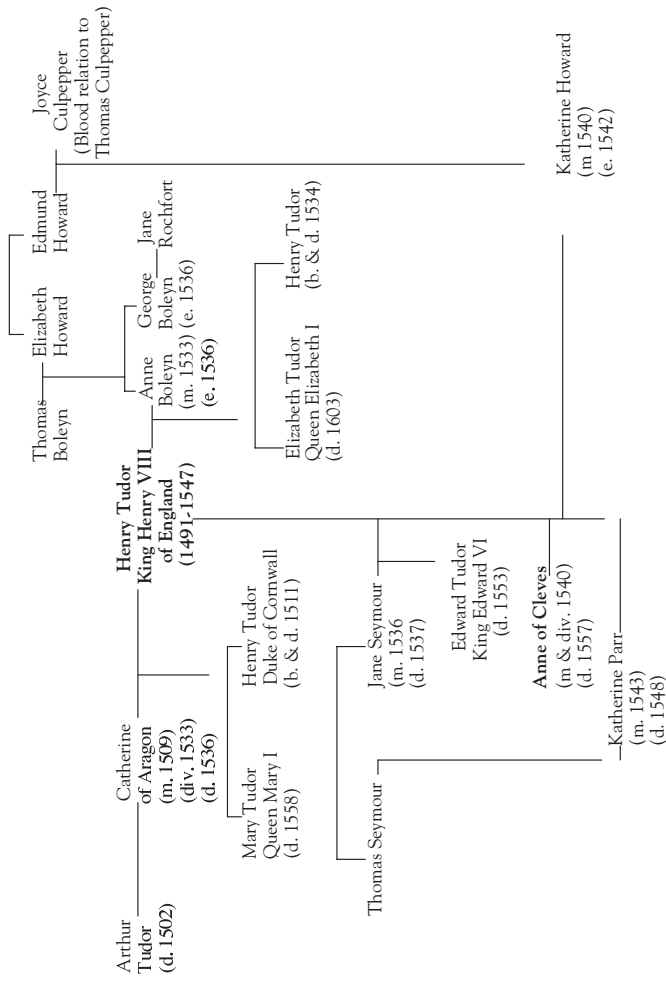 Joyce
Culpepper
(Blood relation to
Thomas Culpepper)
Edmund
Howard
Elizabeth
Howard
Thomas
Boleyn
Katherine Howard
(m 1540)
(e. 1542)
Jane
Rochfort
George
Boleyn
(e. 1536)
Anne
Boleyn
(m. 1533)
(e. 1536)
Henry Tudor
King Henry VIII
of England
(1491-1547)
Catherine
of Aragon
(m. 1509)
(div. 1533)
(d. 1536)
Arthur
Tudor
(d. 1502)
Henry Tudor
(b. & d. 1534)
Elizabeth Tudor
Queen Elizabeth I
(d. 1603)
Henry Tudor
Duke of Cornwall
(b. & d. 1511)
Mary Tudor
Queen Mary I
(d. 1558)
Jane Seymour
(m. 1536
(d. 1537)
Thomas Seymour
Edward Tudor
King Edward VI
(d. 1553)
Anne of Cleves
(m & div. 1540)
(d. 1557)
Katherine Parr
(m. 1543)
(d. 1548)